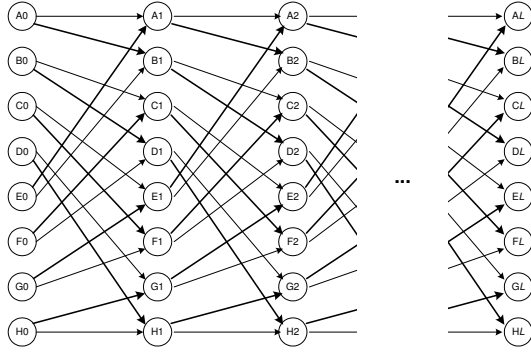 A0 A1 A2 AL
B0 B1 B2 BL
C0 C1 C2 CL
D0 D1 D2 DL
...
E0 E1 E2 EL
F0 F1 F2 FL
G0 G1 G2 GL
H0 H1 H2 HL